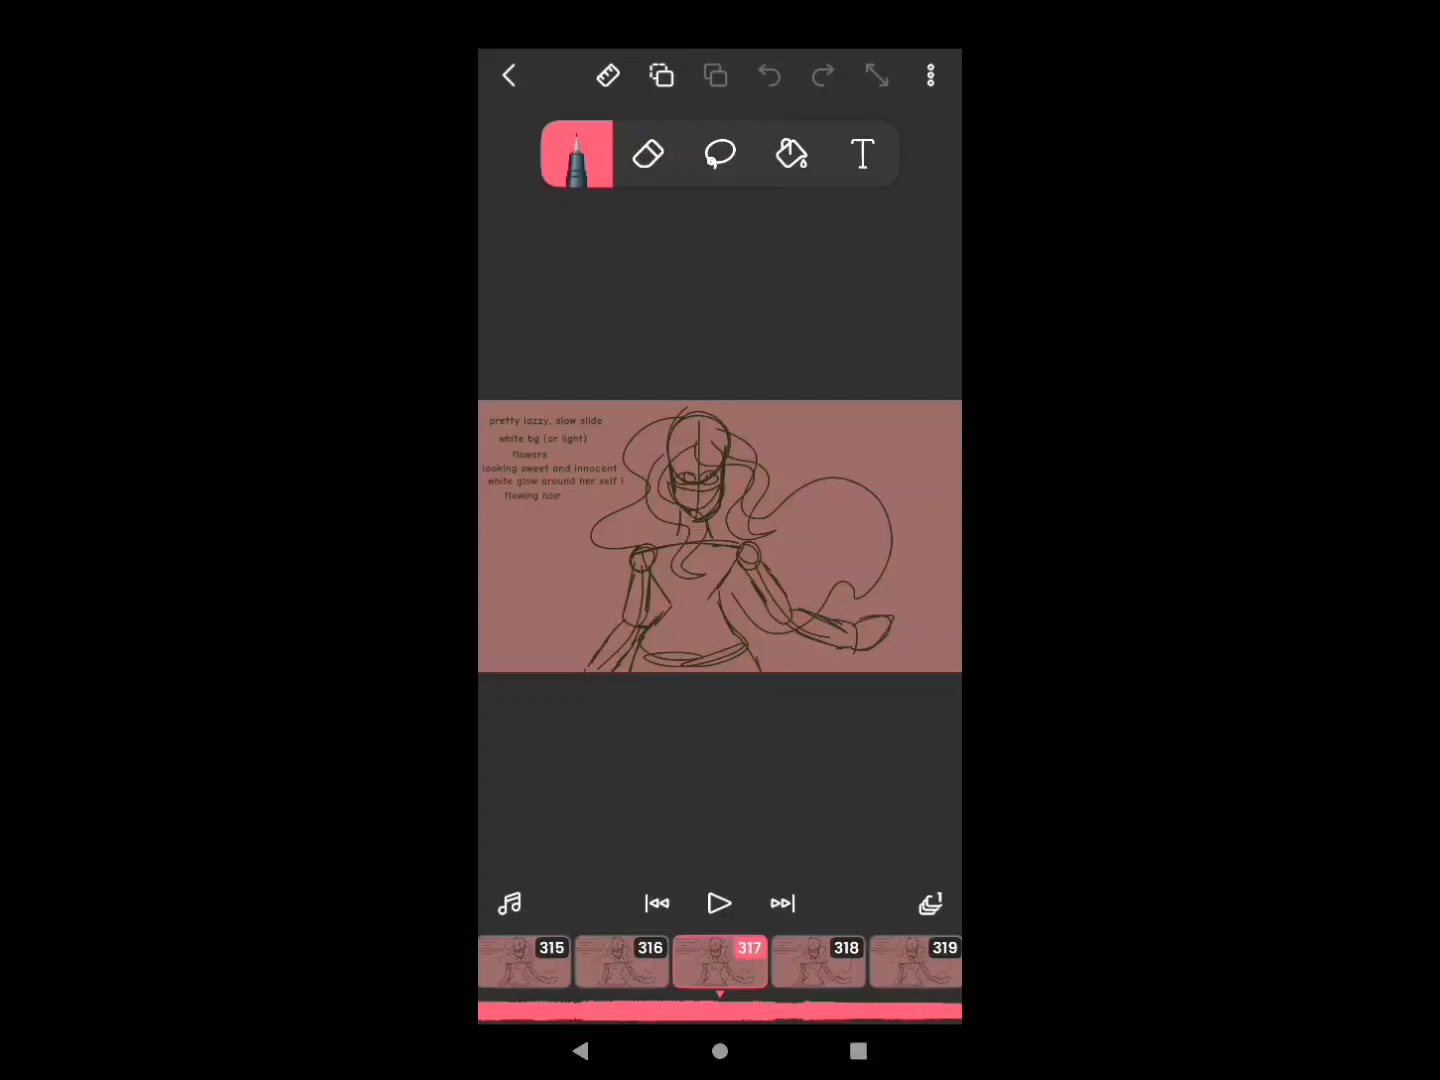 pretty lazzy, slow slide
white bg (or light)
flowers
looking sweet and innocent
white glow around her self i
flowing hair
315
316
317
318
319